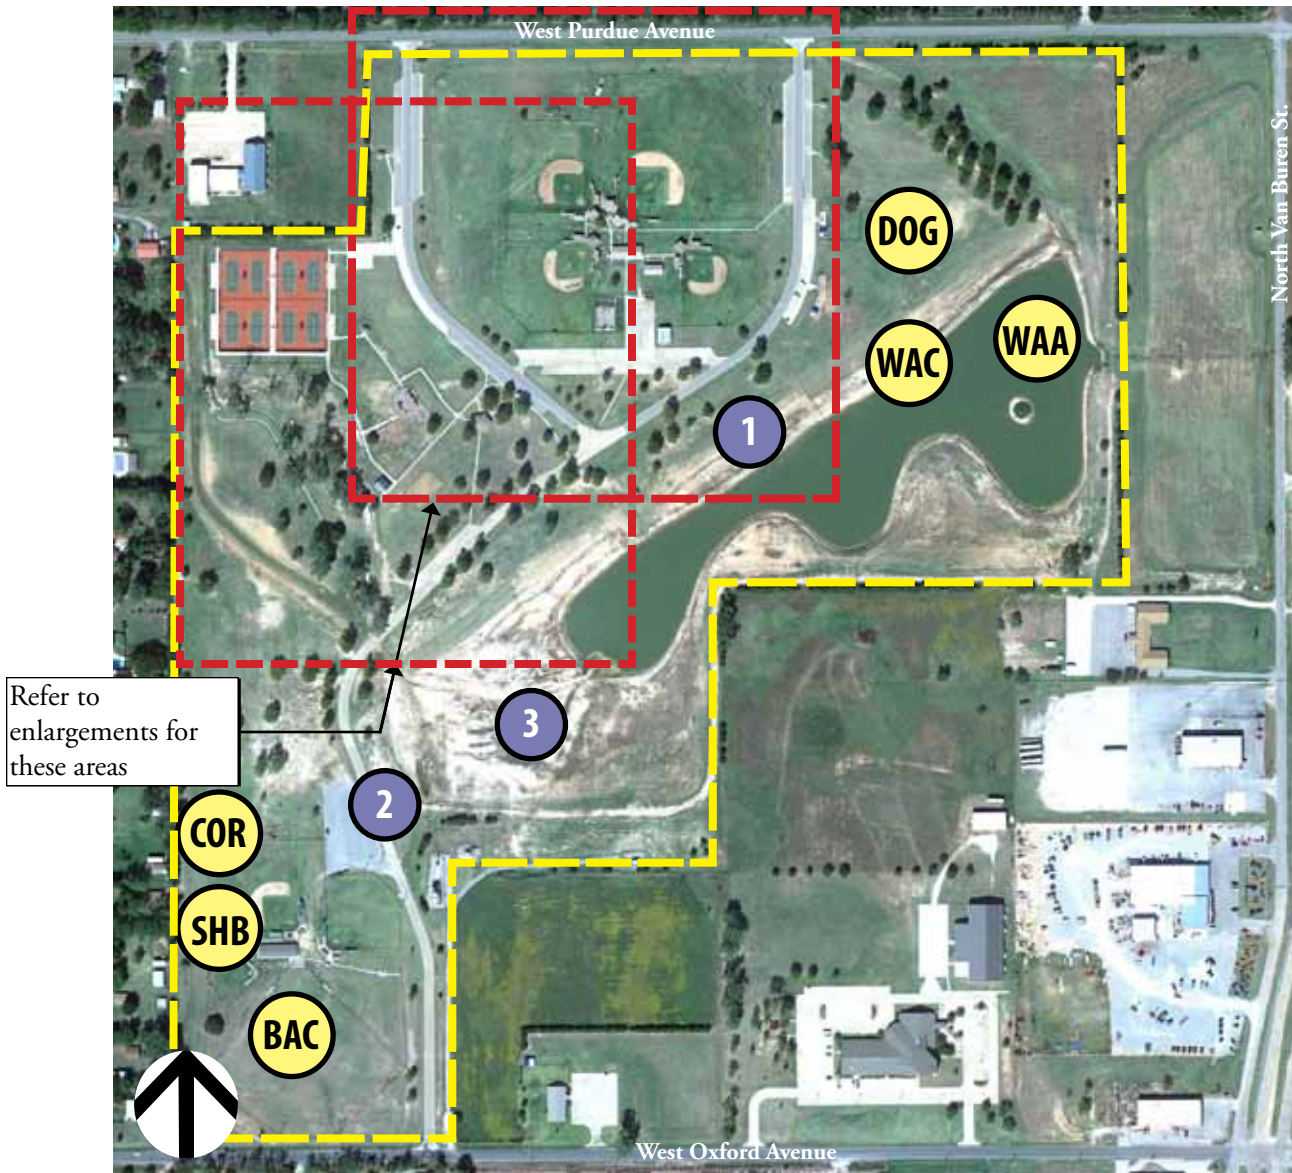 West Purdue Avenue
North Van Buren St.
DOG
WAA
WAC
1
Refer to
enlargements for
these areas
3
2
COR
SHB
BAC
West Oxford Avenue